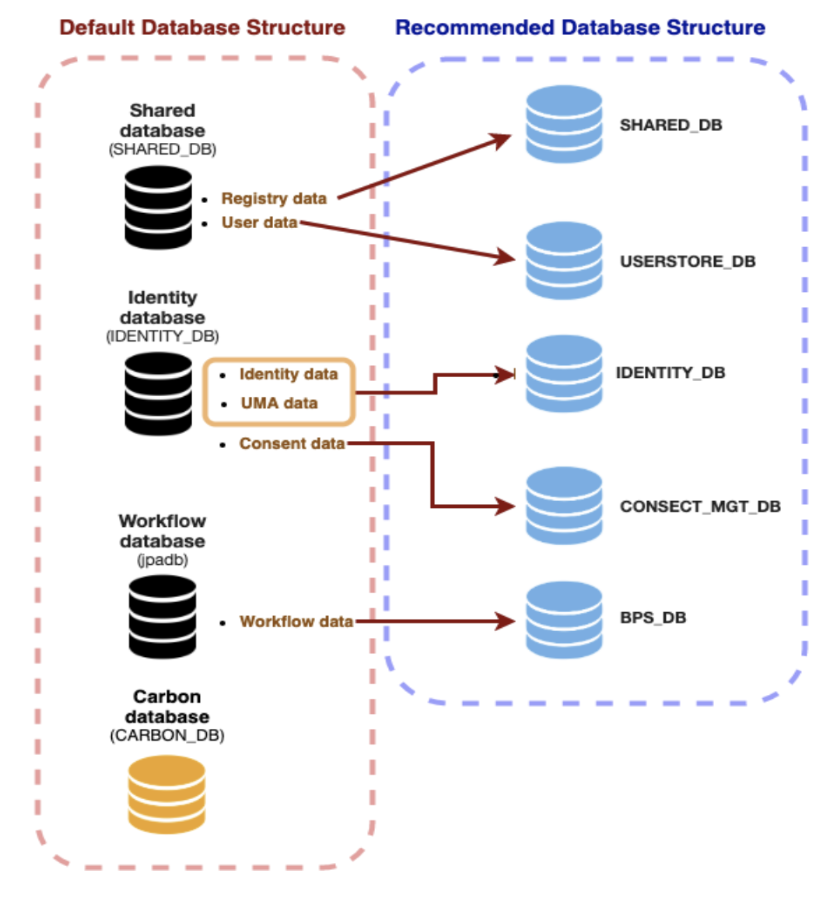 Default Database Structure
Recommended Database Structure
Shared
database
(SHARED_DB)
• Registry data
• User data
SHARED_DB
USERSTORE_DB
Identity
database
(IDENTITY_DB)
• Identity data
• UMA data
• Consent data
IDENTITY_DB
CONSECT_MGT_DB
Workflow
database
(jpadb)
• Workflow data
BPS_DB
Carbon
database
(CARBON_DB)